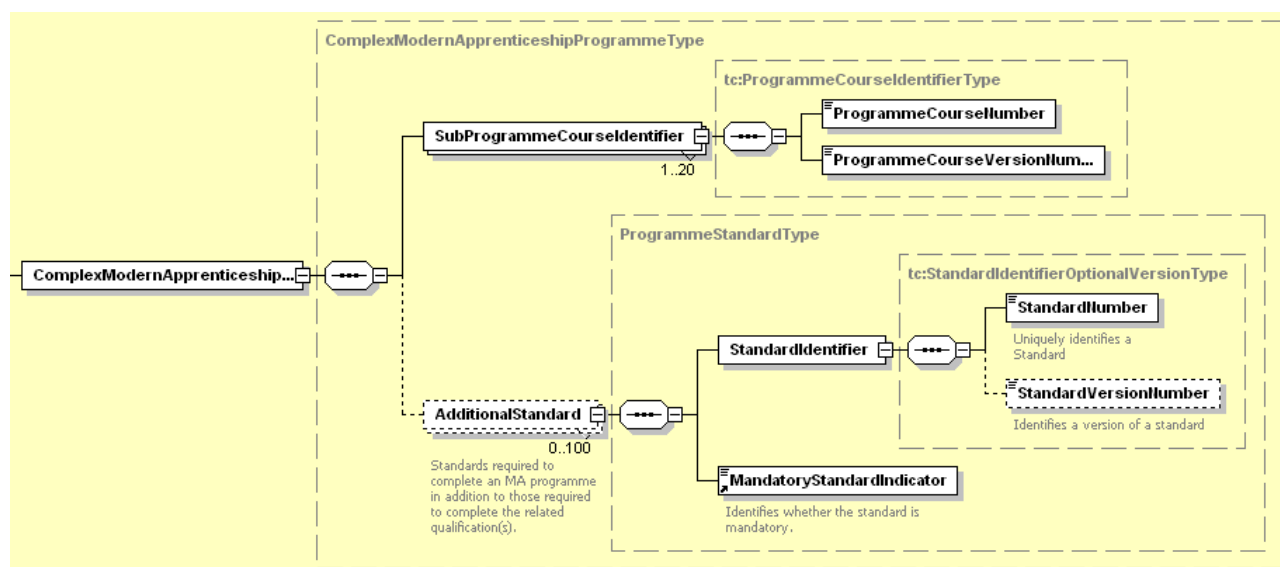 ComplexModernApprenticeshipProgrammeType
tc:ProgrammeCourseIdentifierType
ProgrammeCourseNumber
SubProgrammeCourseIdentifier
ProgrammeCourseVersionNum...
1..20
ProgrammeStandardType
tc:StandardIdentifierOptionalVersionType
ComplexModernApprenticeship...
StandardNumber
Uniquely identifies a
Standard
StandardIdentifier
StandardVersionNumber
Identifies a version of a standard
AdditionalStandard
0..100
Standards required to
complete an MA programme
in addition to those required
to complete the related
qualification(s).
MandatoryStandardIndicator
Identifies whether the standard is
mandatory.